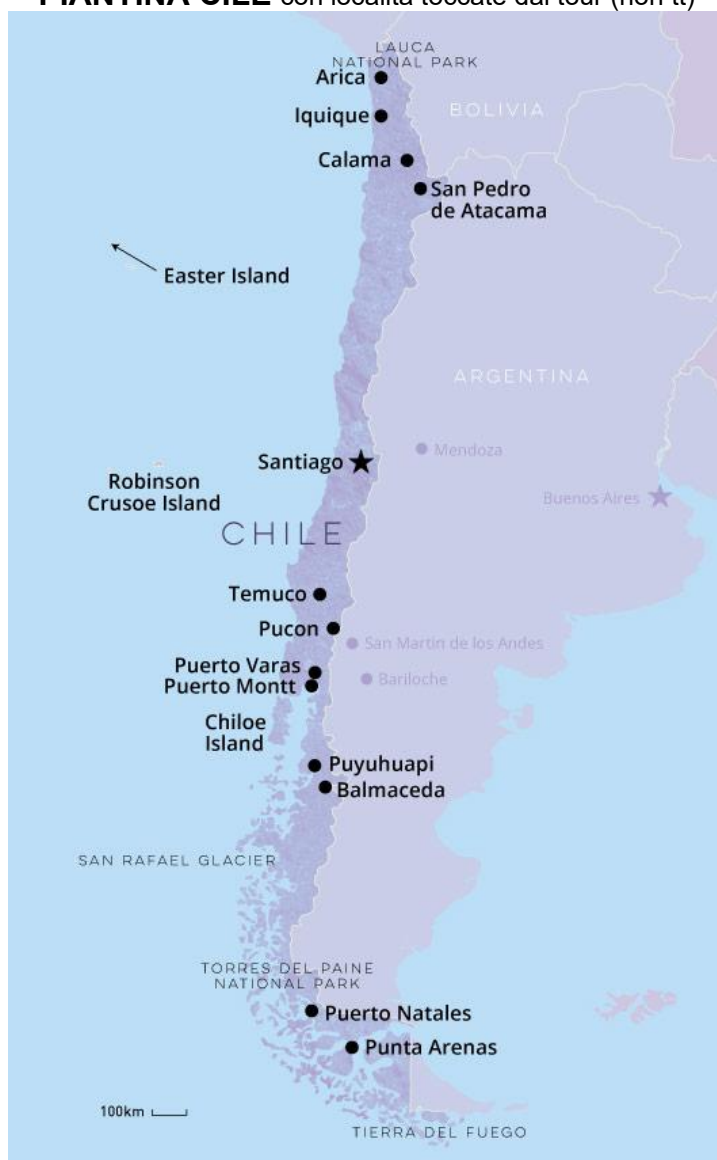 PIANTINA CILE con località toccate dal tour (non tt)
LAUCA
NATIONAL PARK
Arica
BOLIVIA
Iquique
Calama
San Pedro
de Atacama
Easter Island
ARGENTINA
Mendoza
Santiago
Robinson
Crusoe Island
Buenos Aires
CHILE
Temuco
Pucon
San Martin de los Andes
Puerto Varas
Bariloche
Puerto Montt
Chiloe
Island
Puyuhuapi
Balmaceda
SAN RAFAEL GLACIER
TORRES DEL PAINE
NATIONAL PARK
Puerto Natales
Punta Arenas
100km
TIERRA DEL FUEGO